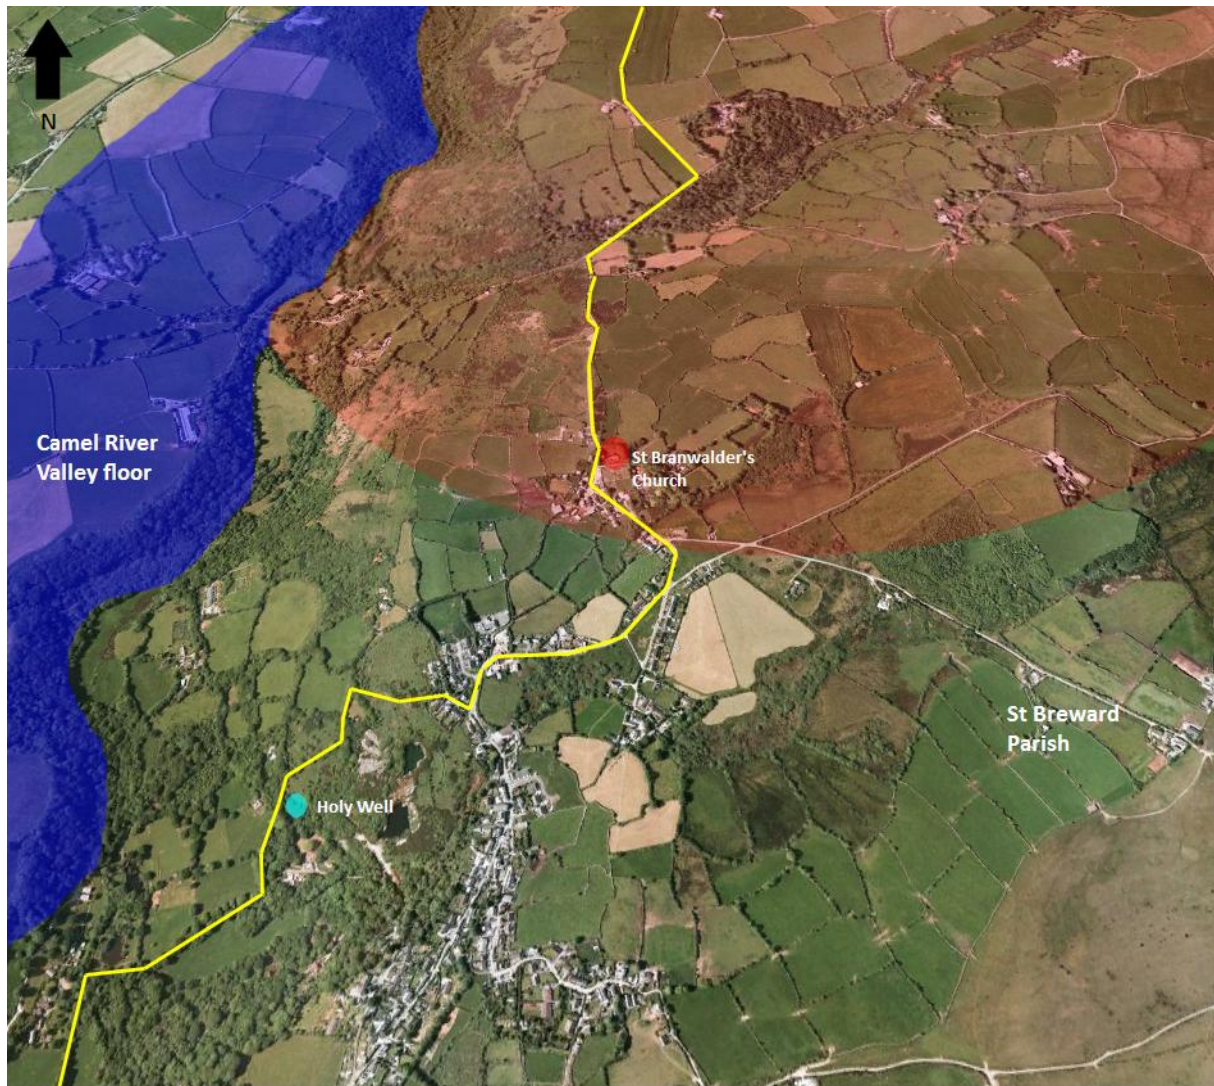 N
Camel River
Valley floor
St Branwalder's
Church
St Breward
Parish
Holy Well